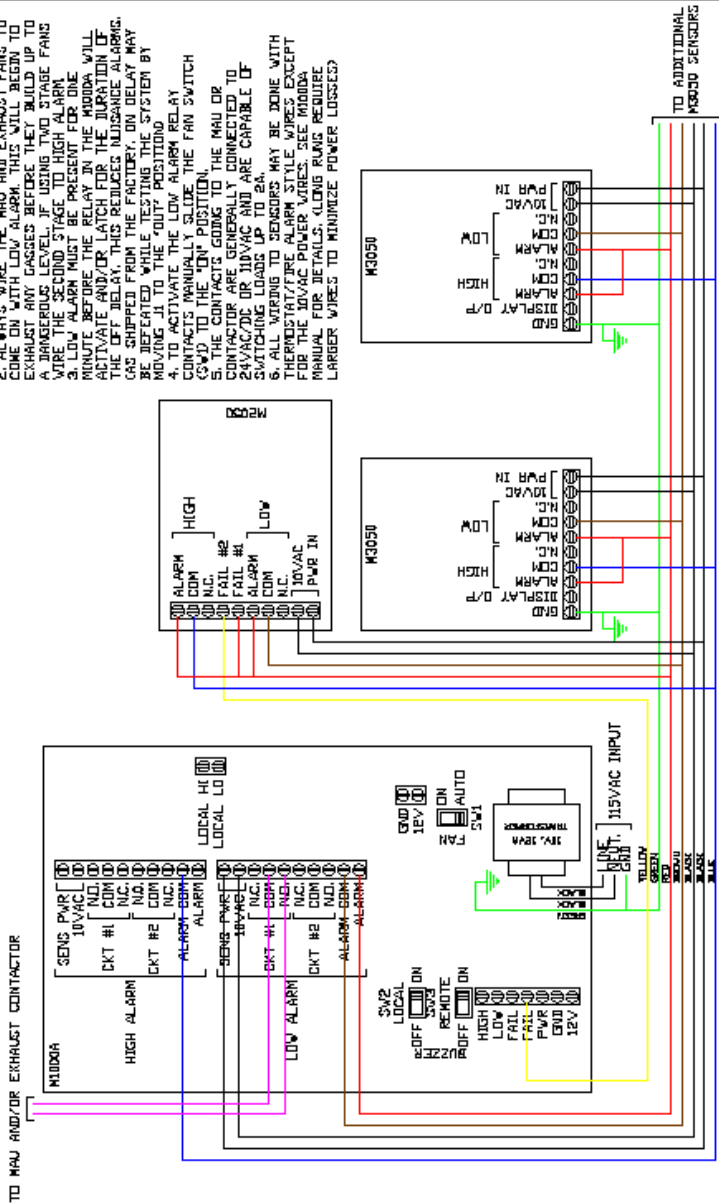 2. ALWAYS WIRE THE MAU AND EXHAUST FANS TO
COME ON WITH LOW ALARM. THIS WILL BEGIN TO
EXHAUST ANY GASSES BEFORE THEY BUILD UP TO
A DANGEROUS LEVEL. IF USING TWO STAGE FANS
WIRE THE SECOND STAGE TO HIGH ALARM.
3. LOW ALARM MUST BE PRESENT FOR ONE
MINUTE BEFORE THE RELAY IN THE M1000A WILL
ACTIVATE AND/OR LATCH FOR THE DURATION OF
THE OFF DELAY. THIS REDUCES NUISANCE ALARMS.
(AS SHIPPED FROM THE FACTORY. ON DELAY MAY
BE DEFEATED WHILE TESTING THE SYSTEM BY
MOVING J1 TO THE "OUT" POSITION)
4. TO ACTIVATE THE LOW ALARM RELAY
CONTACTS MANUALLY SLIDE THE FAN SWITCH
(SW1) TO THE "ON" POSITION.
5. THE CONTACTS GOING TO THE MAU OR
CONTACTOR ARE GENERALLY CONNECTED TO
24VAC/DC OR 110VAC AND ARE CAPABLE OF
SWITCHING LOADS UP TO 2A.
6. ALL WIRING TO SENSORS MAY BE DONE WITH
THERMOSTAT/FIRE ALARM STYLE WIRES EXCEPT
FOR THE 10VAC POWER WIRES. SEE M1000A
MANUAL FOR DETAILS. (LONG RUNS REQUIRE
LARGER WIRES TO MINIMIZE POWER LOSSES)
TO MAU AND/OR EXHAUST CONTACTOR
M1000A
HIGH ALARM
SENS PWR
10VAC
N.O.
CKT #1 COM
N.C.
N.O.
CKT #2 COM
N.C.
ALARM COM
ALARM
LOW ALARM
SENS PWR
10VAC
N.C.
CKT #1 COM
N.O.
N.C.
CKT #2 COM
N.O.
ALARM COM
ALARM
LOCAL HI
LOCAL LO
SW2
LOCAL
OFF ON
SW3
REMOTE
OFF ON
BUZZER
HIGH
LOW
FAIL
FAIL
PWR
GND
12V
GND
12V
ON
AUTO
FAN
SW1
TRANSFORMER
GREEN
BLACK
BLACK
LINE
NEUT.
GND
115VAC INPUT
YELLOW
GREEN
RED
BROWN
BLACK
BLACK
BLUE
M2050
ALARM
COM
N.C.
HIGH
FAIL #2
FAIL #1
ALARM
COM
N.C.
LOW
10VAC
PWR IN
M3050
GND
DISPLAY O/P
ALARM
COM
N.C.
HIGH
ALARM
COM
N.C.
LOW
10VAC
PWR IN
M3050
GND
DISPLAY O/P
ALARM
COM
N.C.
HIGH
ALARM
COM
N.C.
LOW
10VAC
PWR IN
TO ADDITIONAL
M3050 SENSORS